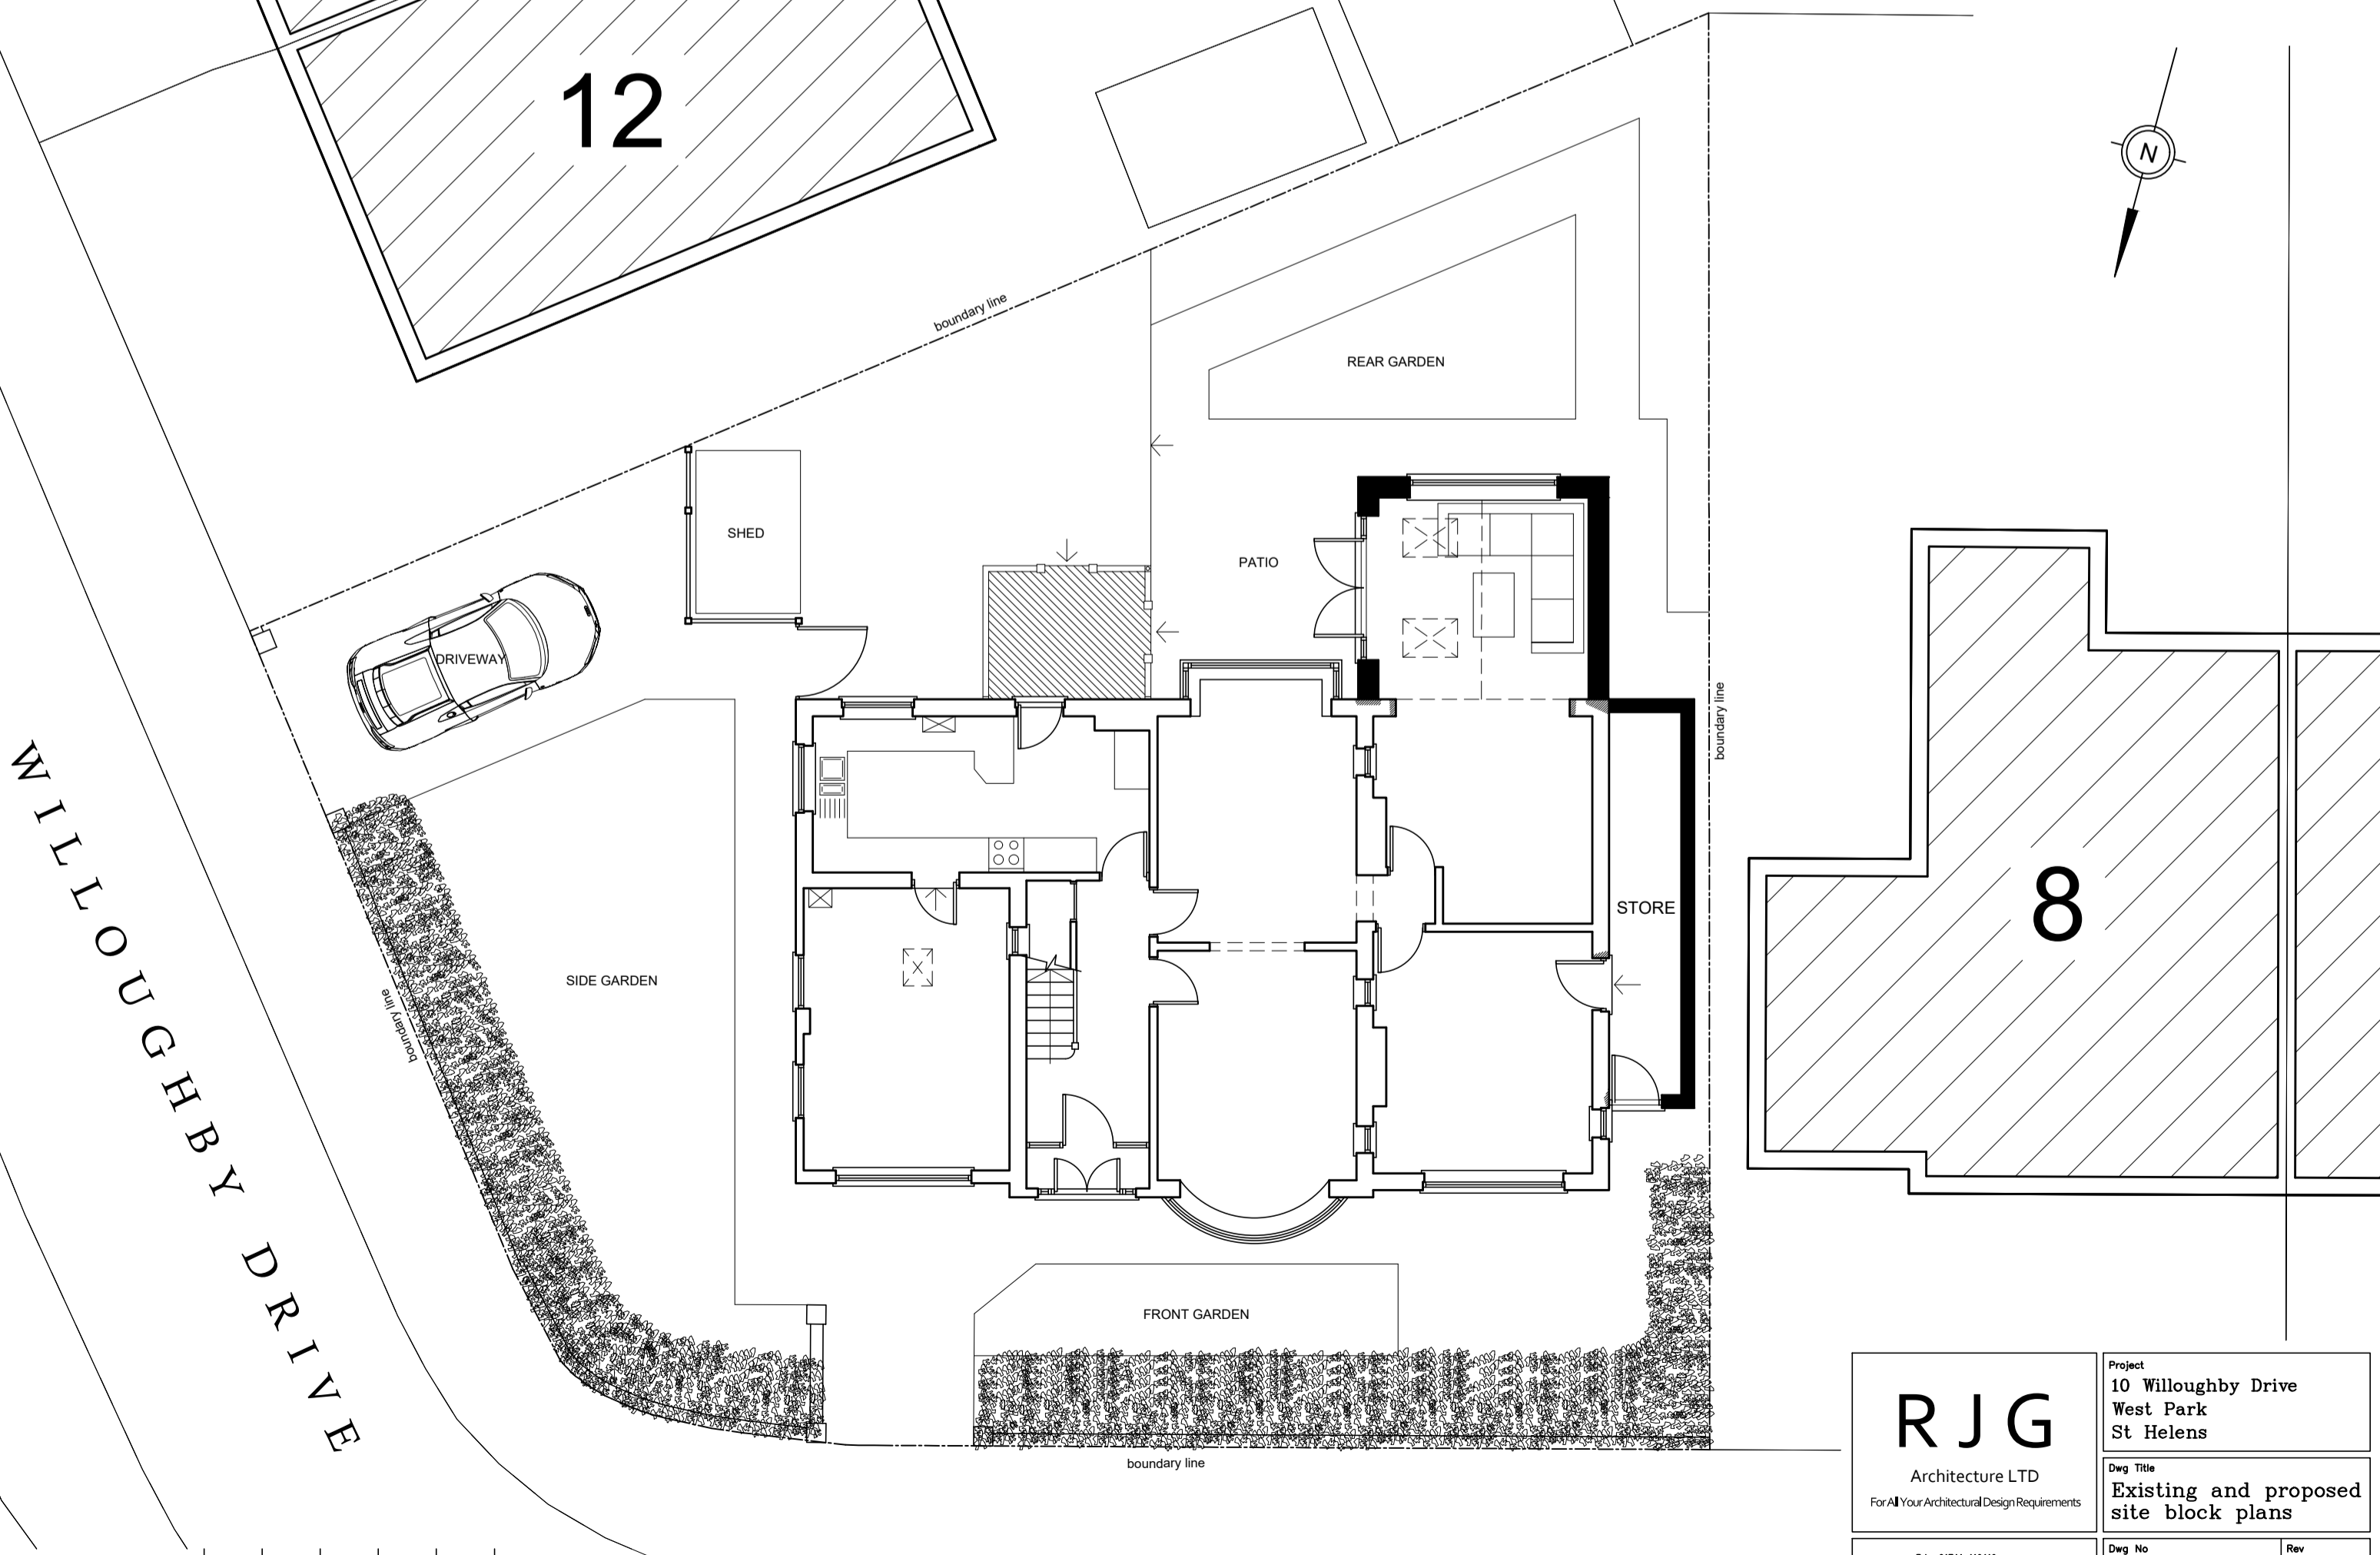 12
N
boundary line
REAR GARDEN
SHED
PATIO
DRIVEWAY
boundary line
WILLOUGHBY DRIVE
8
STORE
SIDE GARDEN
boundary line
FRONT GARDEN
boundary line
RJG
Architecture LTD
For All Your Architectural Design Requirements
Project
10 Willoughby Drive
West Park
St Helens
Dwg Title
Existing and proposed
site block plans
Dwg No
Rev